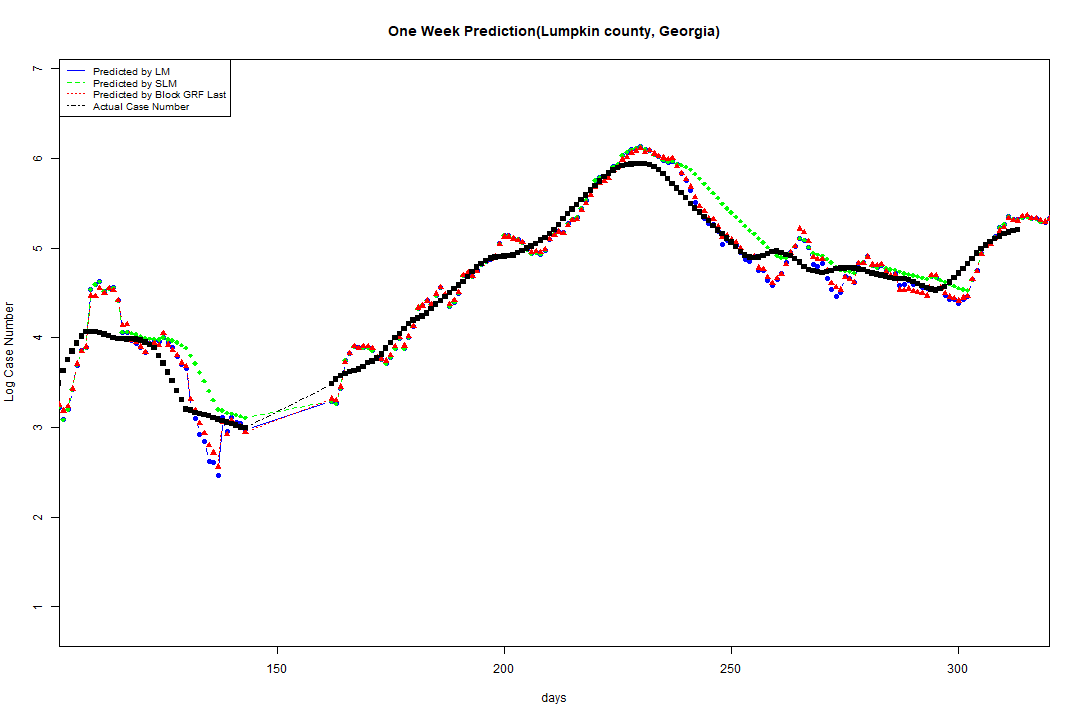 One Week Prediction(Lumpkin county, Georgia)
Predicted by LM
Predicted by SLM
Predicted by Block GRF Last
Actual Case Number
7
6
5
4
3
2
1
Log Case Number
150 200 250 300
days